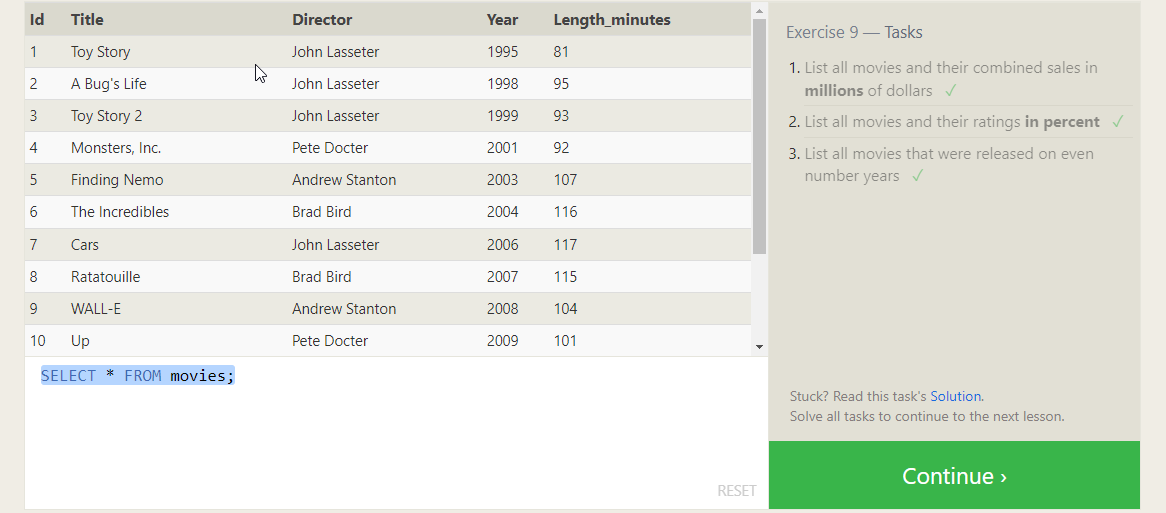 Id Title Director Year Length_minutes
1 Toy Story John Lasseter 1995 81
2 A Bug's Life John Lasseter 1998 95
3 Toy Story 2 John Lasseter 1999 93
4 Monsters, Inc. Pete Docter 2001 92
5 Finding Nemo Andrew Stanton 2003 107
6 The Incredibles Brad Bird 2004 116
7 Cars John Lasseter 2006 117
8 Ratatouille Brad Bird 2007 115
9 WALL-E Andrew Stanton 2008 104
10 Up Pete Docter 2009 101
SELECT * FROM movies;
RESET
Exercise 9 — Tasks
1. List all movies and their combined sales in
millions of dollars ✓
2. List all movies and their ratings in percent ✓
3. List all movies that were released on even
number years ✓
Stuck? Read this task's Solution.
Solve all tasks to continue to the next lesson.
Continue ›